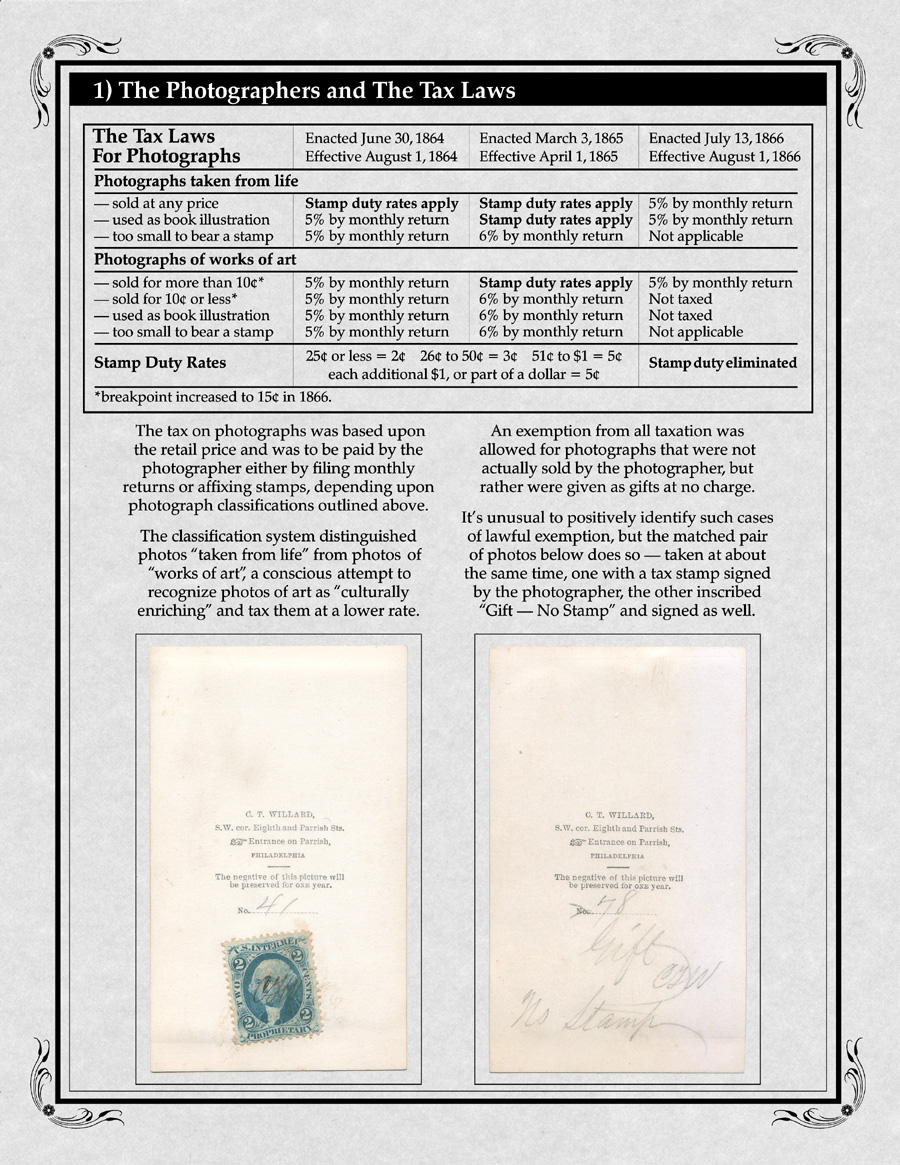 1) The Photographers and The Tax Laws
The Tax Laws
For Photographs
Enacted June 30, 1864
Effective August 1, 1864
Enacted March 3, 1865
Effective April 1, 1865
Enacted July 13, 1866
Effective August 1, 1866
Photographs taken from life
— sold at any price Stamp duty rates apply Stamp duty rates apply 5% by monthly return
— used as book illustration 5% by monthly return Stamp duty rates apply 5% by monthly return
— too small to bear a stamp 5% by monthly return 6% by monthly return Not applicable
Photographs of works of art
— sold for more than 10¢* 5% by monthly return Stamp duty rates apply 5% by monthly return
— sold for 10¢ or less* 5% by monthly return 6% by monthly return Not taxed
— used as book illustration 5% by monthly return 6% by monthly return Not taxed
— too small to bear a stamp 5% by monthly return 6% by monthly return Not applicable
Stamp Duty Rates
25¢ or less = 2¢ 26¢ to 50¢ = 3¢ 51¢ to $1 = 5¢
each additional $1, or part of a dollar = 5¢
Stamp duty eliminated
*breakpoint increased to 15¢ in 1866.
The tax on photographs was based upon
the retail price and was to be paid by the
photographer either by filing monthly
returns or affixing stamps, depending upon
photograph classifications outlined above.
The classification system distinguished
photos “taken from life” from photos of
“works of art”, a conscious attempt to
recognize photos of art as “culturally
enriching” and tax them at a lower rate.
An exemption from all taxation was
allowed for photographs that were not
actually sold by the photographer, but
rather were given as gifts at no charge.
It’s unusual to positively identify such cases
of lawful exemption, but the matched pair
of photos below does so — taken at about
the same time, one with a tax stamp signed
by the photographer, the other inscribed
“Gift — No Stamp” and signed as well.
C. T. WILLARD,
S.W. cor. Eighth and Parrish Sts.
Entrance on Parrish,
PHILADELPHIA
The negative of this picture will
be preserved for ONE year.
No. 41
U.S. INTER. REV.
2 2
TWO CENTS
2 2
PROPRIETARY
C. T. WILLARD,
S.W. cor. Eighth and Parrish Sts.
Entrance on Parrish,
PHILADELPHIA
The negative of this picture will
be preserved for ONE year.
No. 78
Gift
CTW
No Stamp